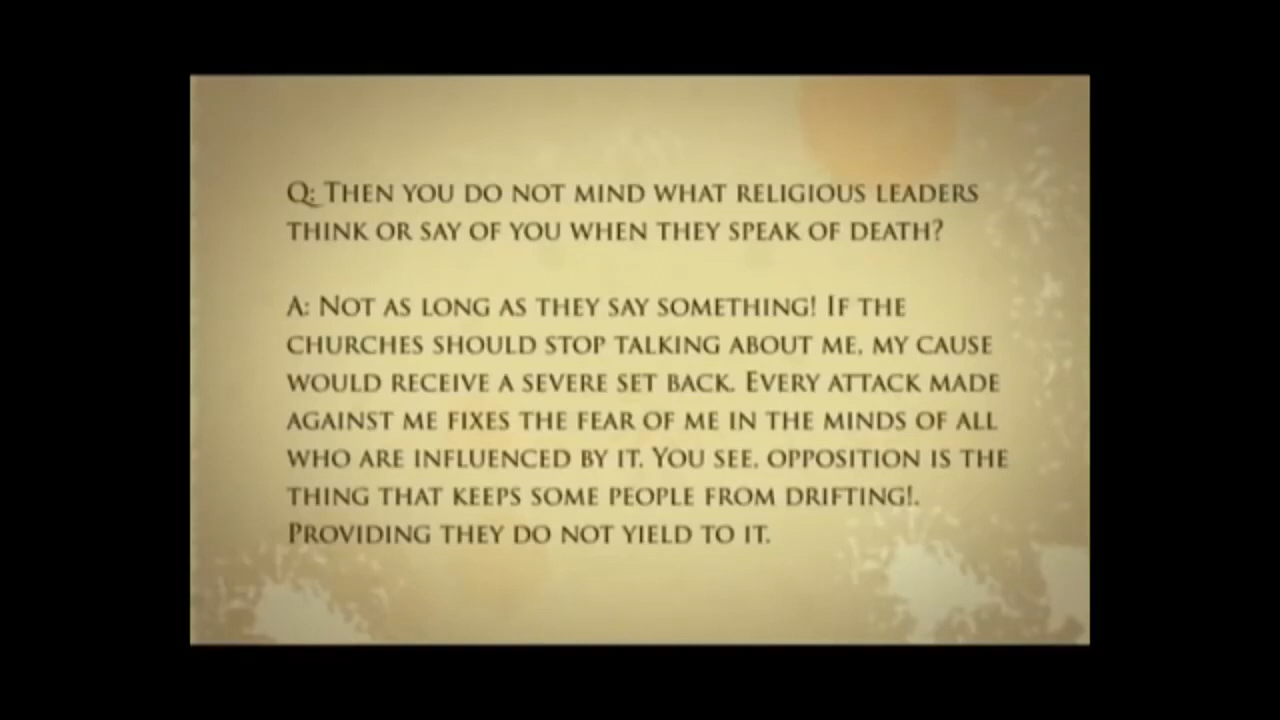 Q: Then you do not mind what religious leaders
think or say of you when they speak of death?
A: Not as long as they say something! If the
churches should stop talking about me, my cause
would receive a severe set back. Every attack made
against me fixes the fear of me in the minds of all
who are influenced by it. You see, opposition is the
thing that keeps some people from drifting!.
Providing they do not yield to it.